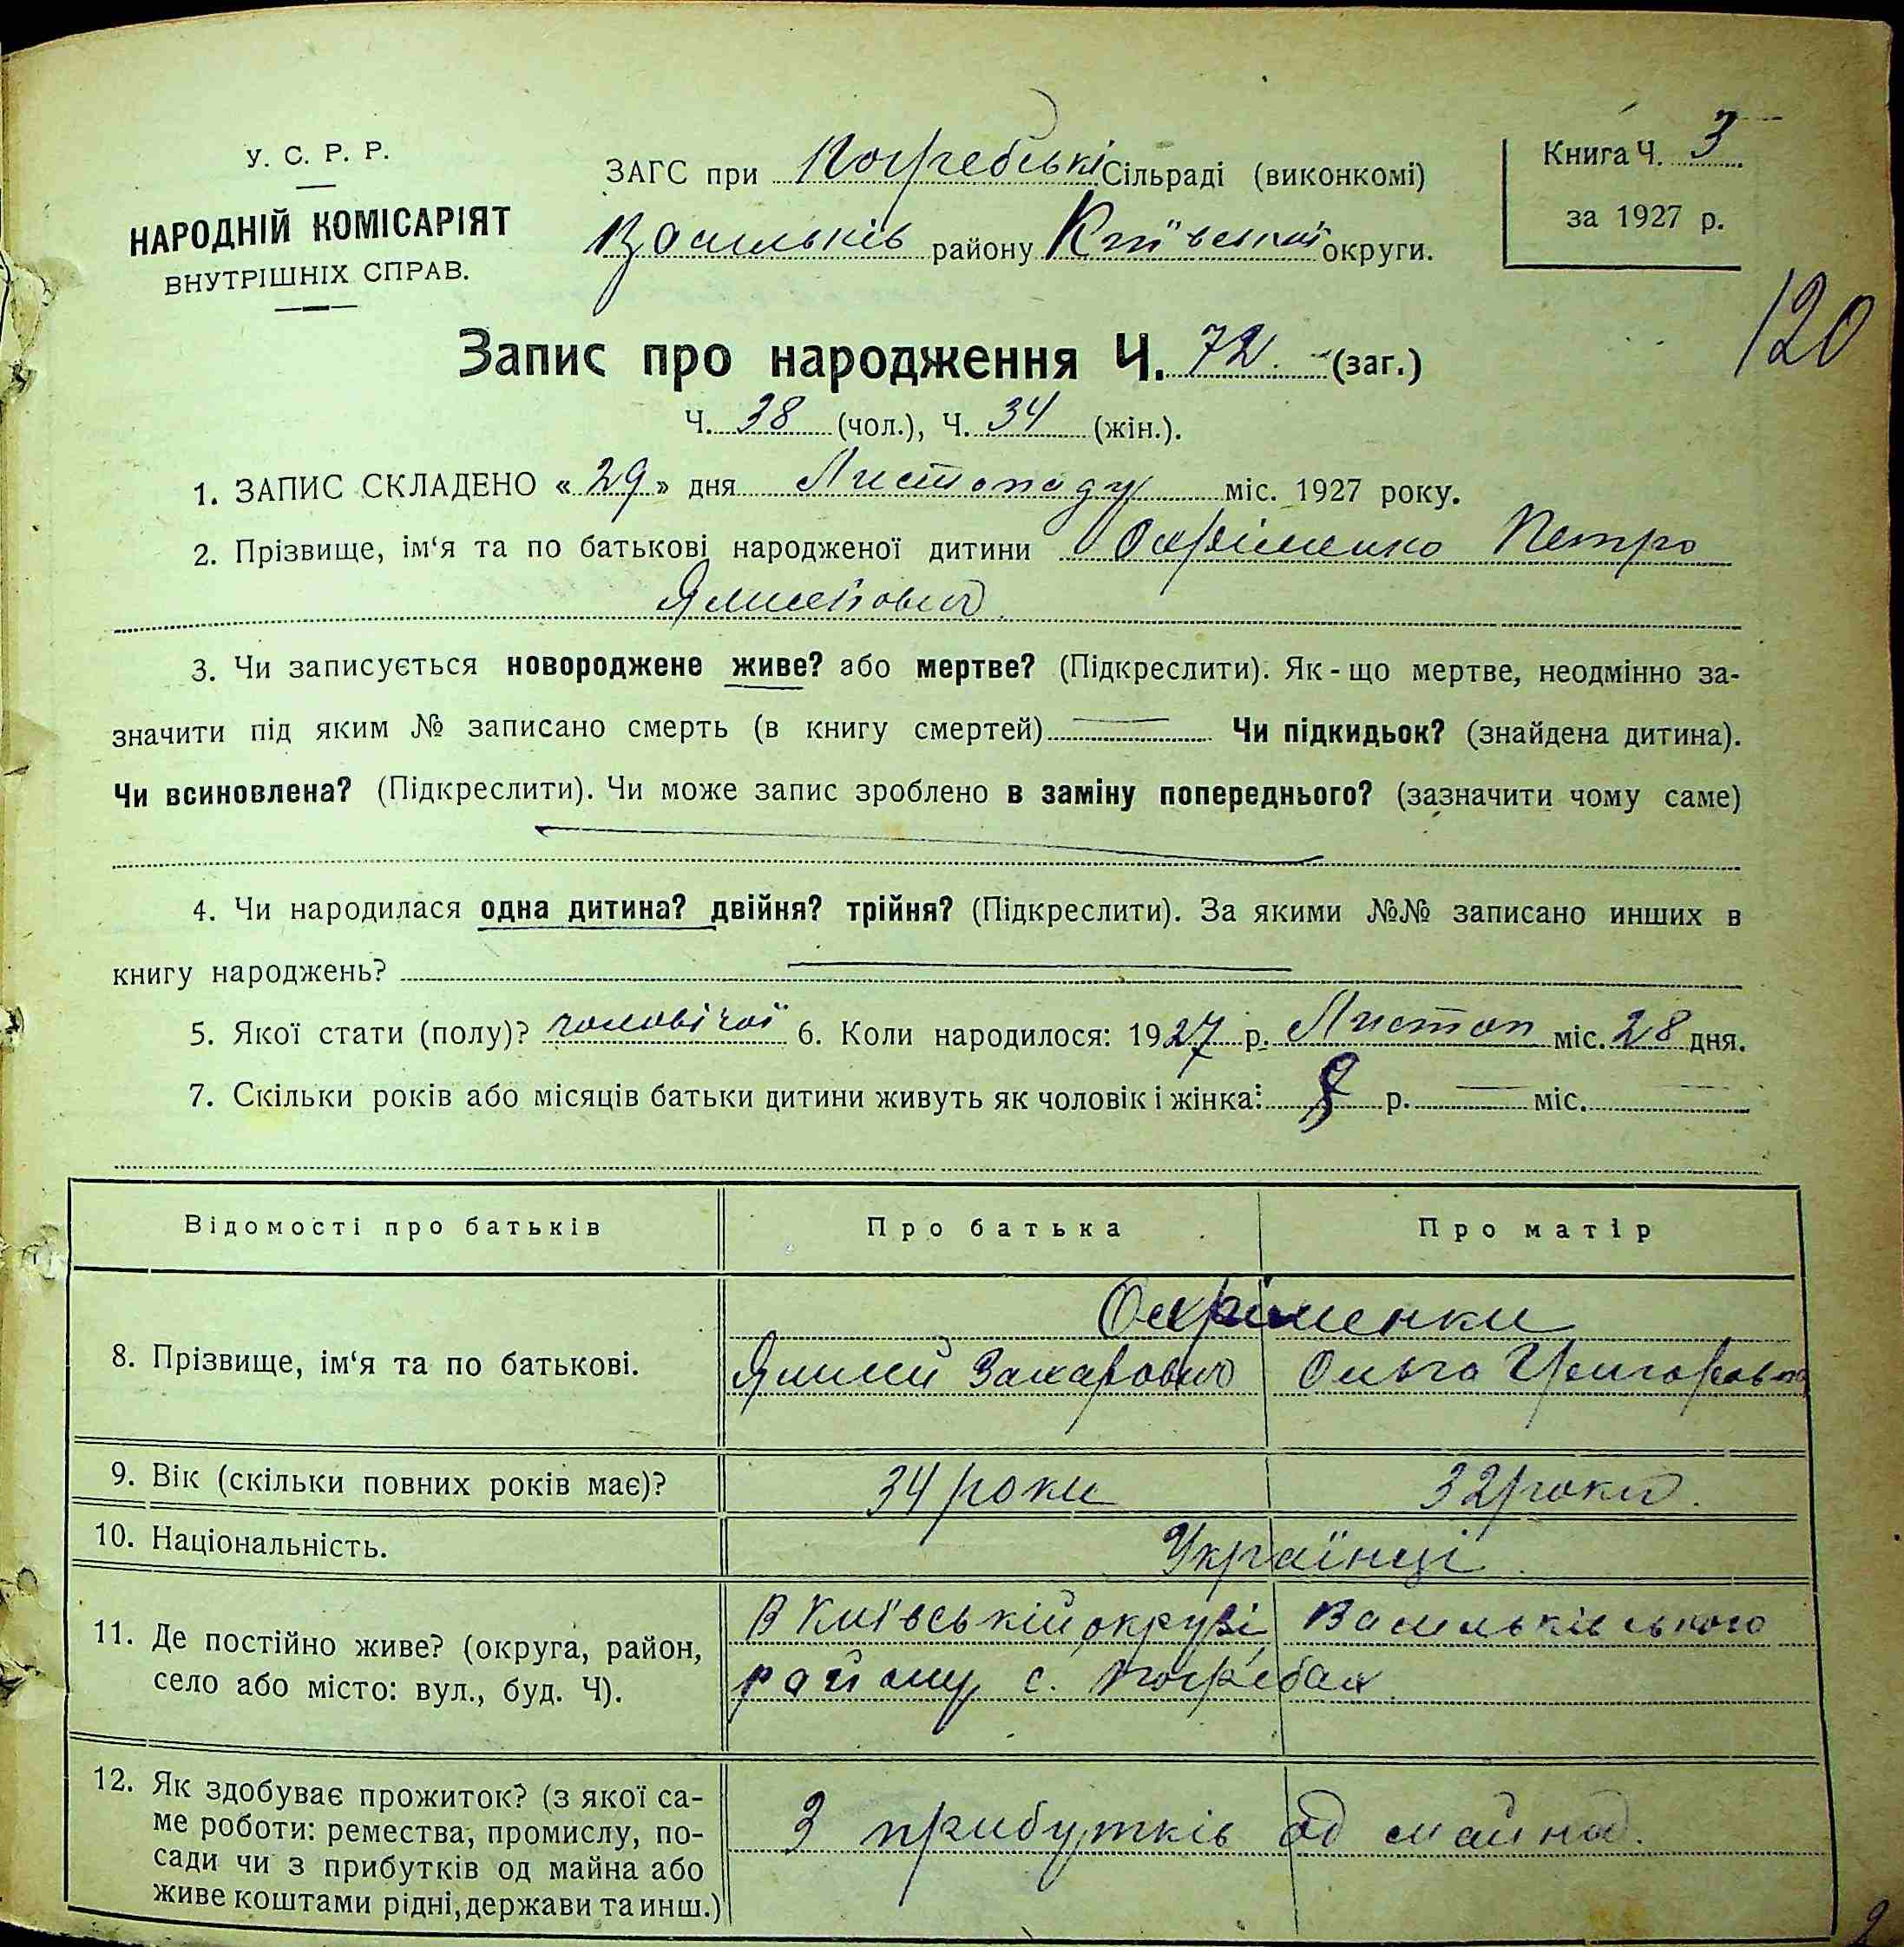 У. С. Р. Р.
НАРОДНІЙ КОМІСАРІЯТ
ВНУТРІШНІХ СПРАВ.
ЗАГС при Погребській Сільраді (виконкомі)
Васильків району Київської округи.
Книга Ч. 3
за 1927 р.
120
Запис про народження Ч. 72 (заг.)
Ч. 38 (чол.), Ч. 34 (жін.).
1. ЗАПИС СКЛАДЕНО « 29 » дня Листопаду міс. 1927 року.
2. Прізвище, ім‘я та по батькові народженої дитини Охріменко Петро
3. Чи записується новороджене живе? або мертве? (Підкреслити). Як-що мертве, неодмінно за-
значити під яким № записано смерть (в книгу смертей) — Чи підкидьок? (знайдена дитина).
Чи всиновлена? (Підкреслити). Чи може запис зроблено в заміну попереднього? (зазначити чому саме)
4. Чи народилася одна дитина? двійня? трійня? (Підкреслити). За якими №№ записано инших в
книгу народжень?
5. Якої стати (полу)? чоловічої 6. Коли народилося: 1927 р. Листоп міс. 28 дня.
7. Скільки років або місяців батьки дитини живуть як чоловік і жінка: р. — міс.
Відомості про батьків Про батька Про матір
Охріменки
8. Прізвище, ім‘я та по батькові. Захарович Ольга Григоровна
9. Вік (скільки повних років має)? 34 роки 32 роки.
10. Національність. Українці
11. Де постійно живе? (округа, район,
село або місто: вул., буд. Ч).
В Київській окрузі Васильківського
району с. Погребах
12. Як здобуває прожиток? (з якої са-
ме роботи: ремества, промислу, по-
сади чи з прибутків од майна або
живе коштами рідні, держави та инш.)
З прибутків од майна.